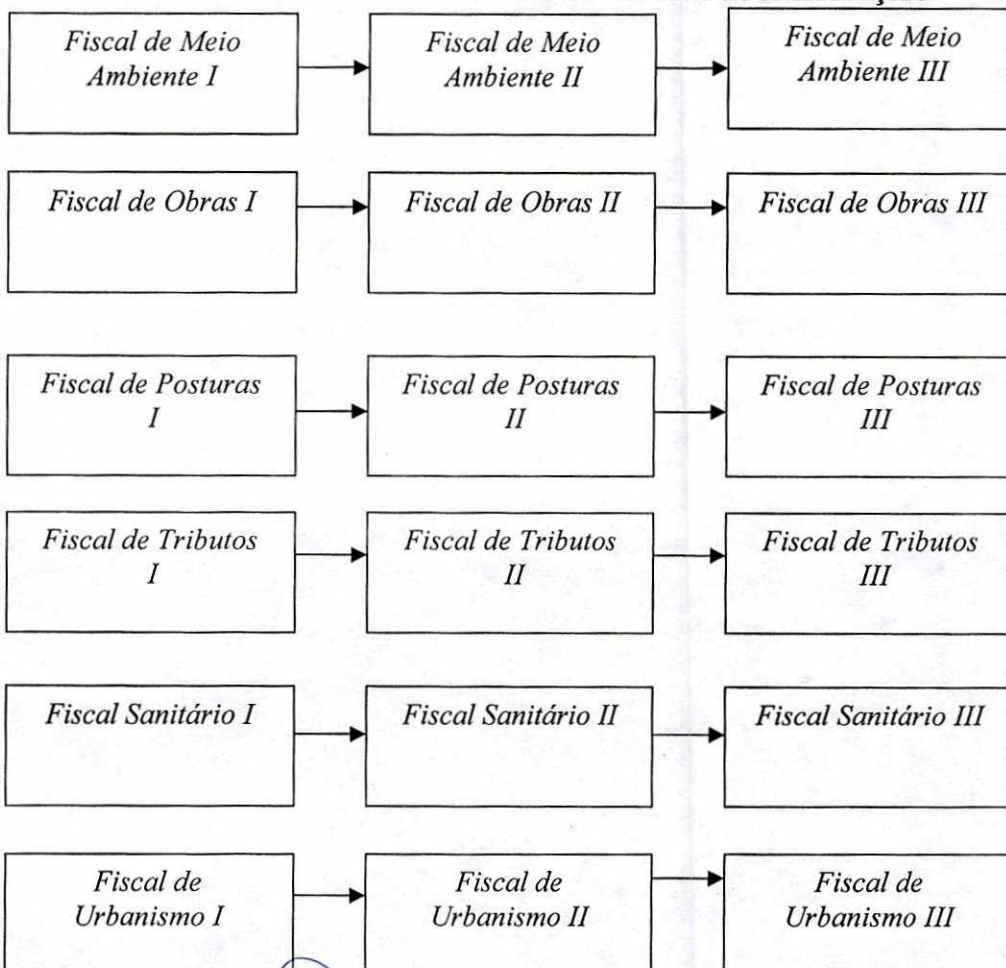 Fiscal de Meio
Ambiente I
Fiscal de Meio
Ambiente II
Fiscal de Meio
Ambiente III
Fiscal de Obras I
Fiscal de Obras II
Fiscal de Obras III
Fiscal de Posturas
I
Fiscal de Posturas
II
Fiscal de Posturas
III
Fiscal de Tributos
I
Fiscal de Tributos
II
Fiscal de Tributos
III
Fiscal Sanitário I
Fiscal Sanitário II
Fiscal Sanitário III
Fiscal de
Urbanismo I
Fiscal de
Urbanismo II
Fiscal de
Urbanismo III